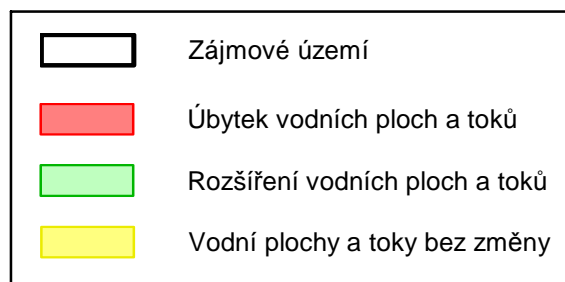 Zájmové území
Úbytek vodních ploch a toků
Rozšíření vodních ploch a toků
Vodní plochy a toky bez změny